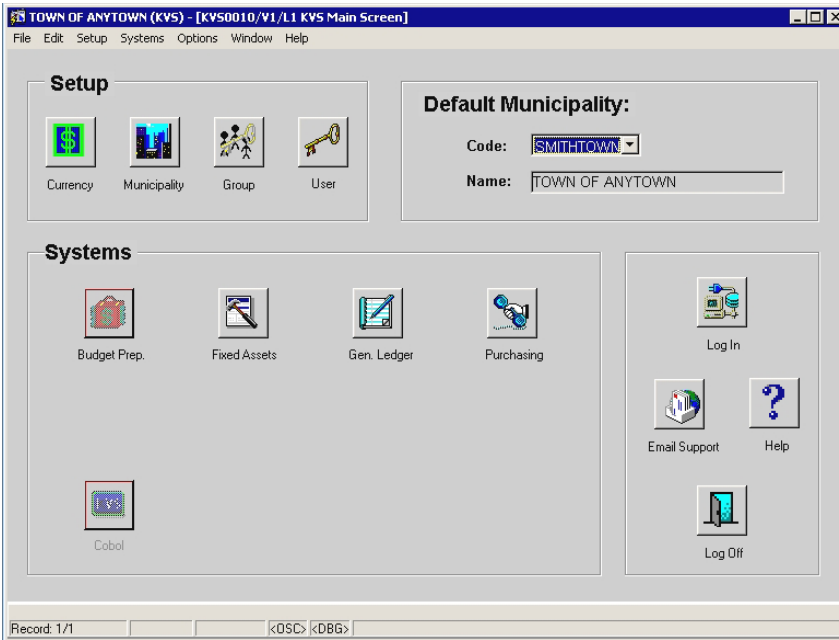 TOWN OF ANYTOWN (KVS) - [KVS0010/V1/L1 KVS Main Screen]
File Edit Setup Systems Options Window Help
Setup
Currency Municipality Group User
Default Municipality:
Code: SMITHTOWN
Name: TOWN OF ANYTOWN
Systems
Budget Prep. Fixed Assets Gen. Ledger Purchasing
KVS
Cobol
Log In
Email Support Help
Log Off
Record: 1/1 <OSC> <DBG>